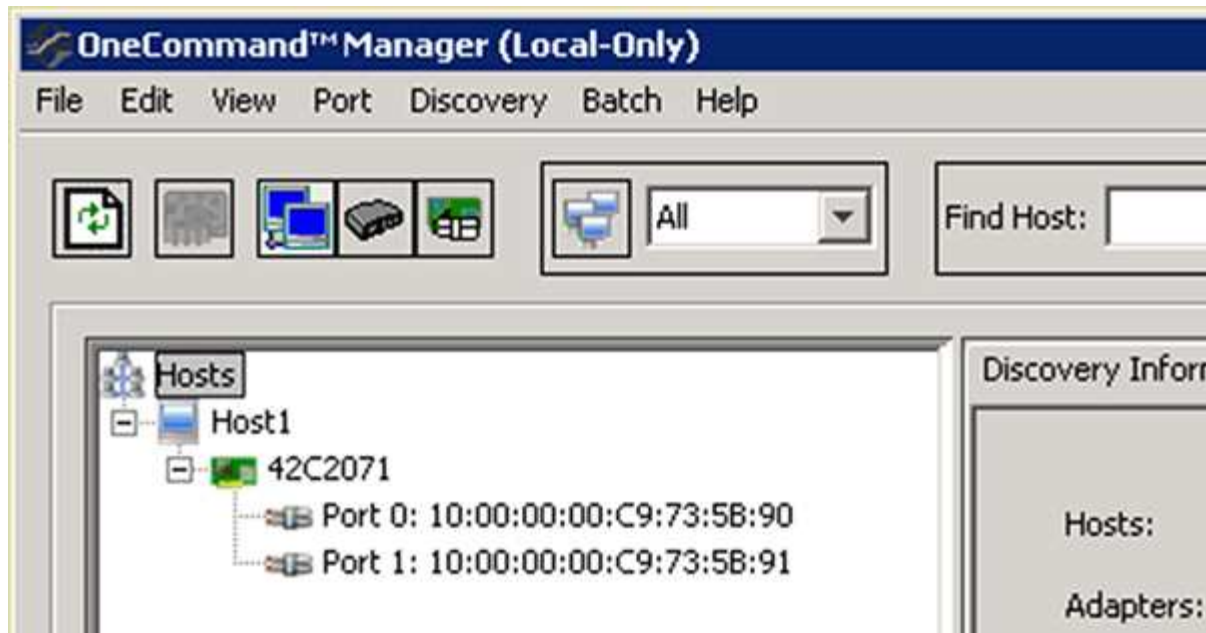 OneCommand™ Manager (Local-Only)
File Edit View Port Discovery Batch Help
All
Find Host:
Hosts
Host1
42C2071
Port 0: 10:00:00:00:C9:73:5B:90
Port 1: 10:00:00:00:C9:73:5B:91
Discovery Inforr
Hosts:
Adapters: